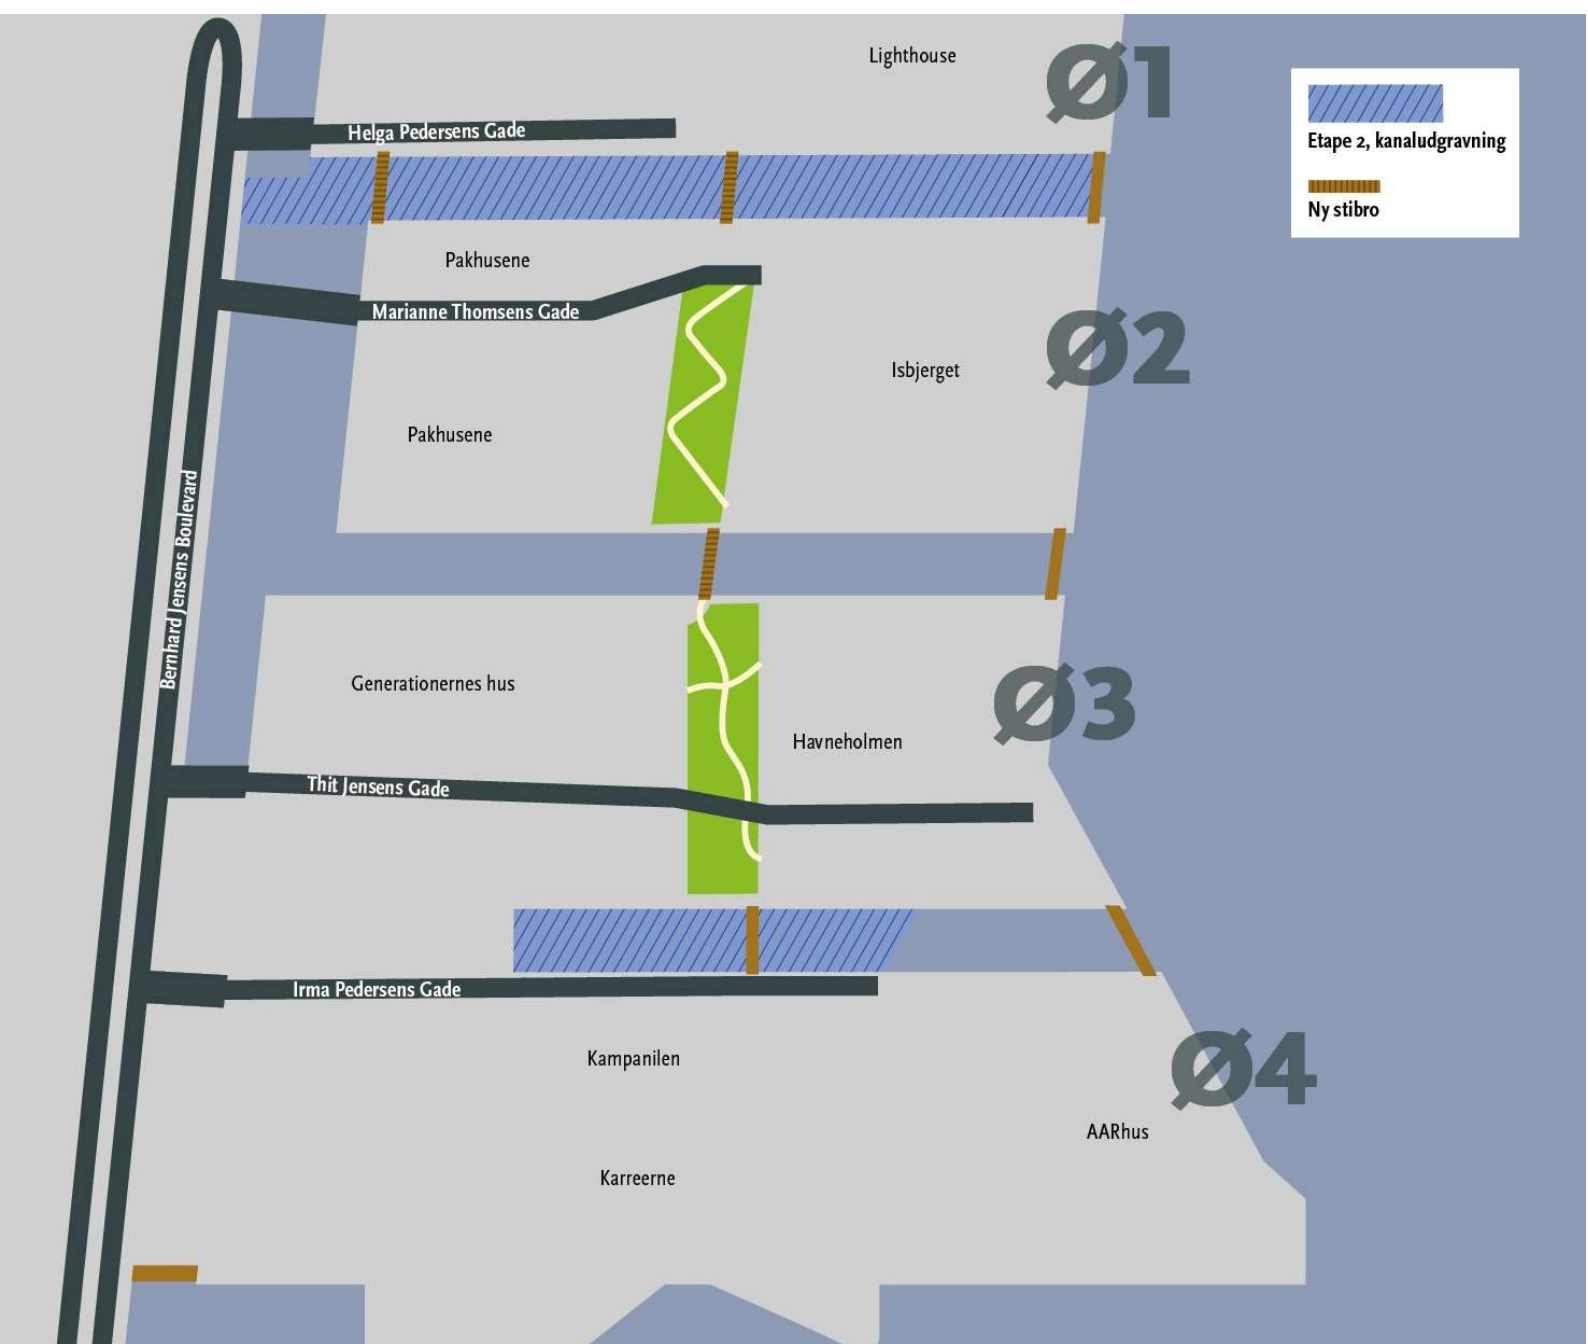 Lighthouse
Ø1
Etape 2, kanaludgravning
Ny stibro
Helga Pedersens Gade
Pakhusene
Marianne Thomsens Gade
Ø2
Isbjerget
Pakhusene
Bernhard Jensens Boulevard
Generationernes hus
Ø3
Havneholmen
Thit Jensens Gade
Irma Pedersens Gade
Kampanilen
Ø4
AARhus
Karreerne